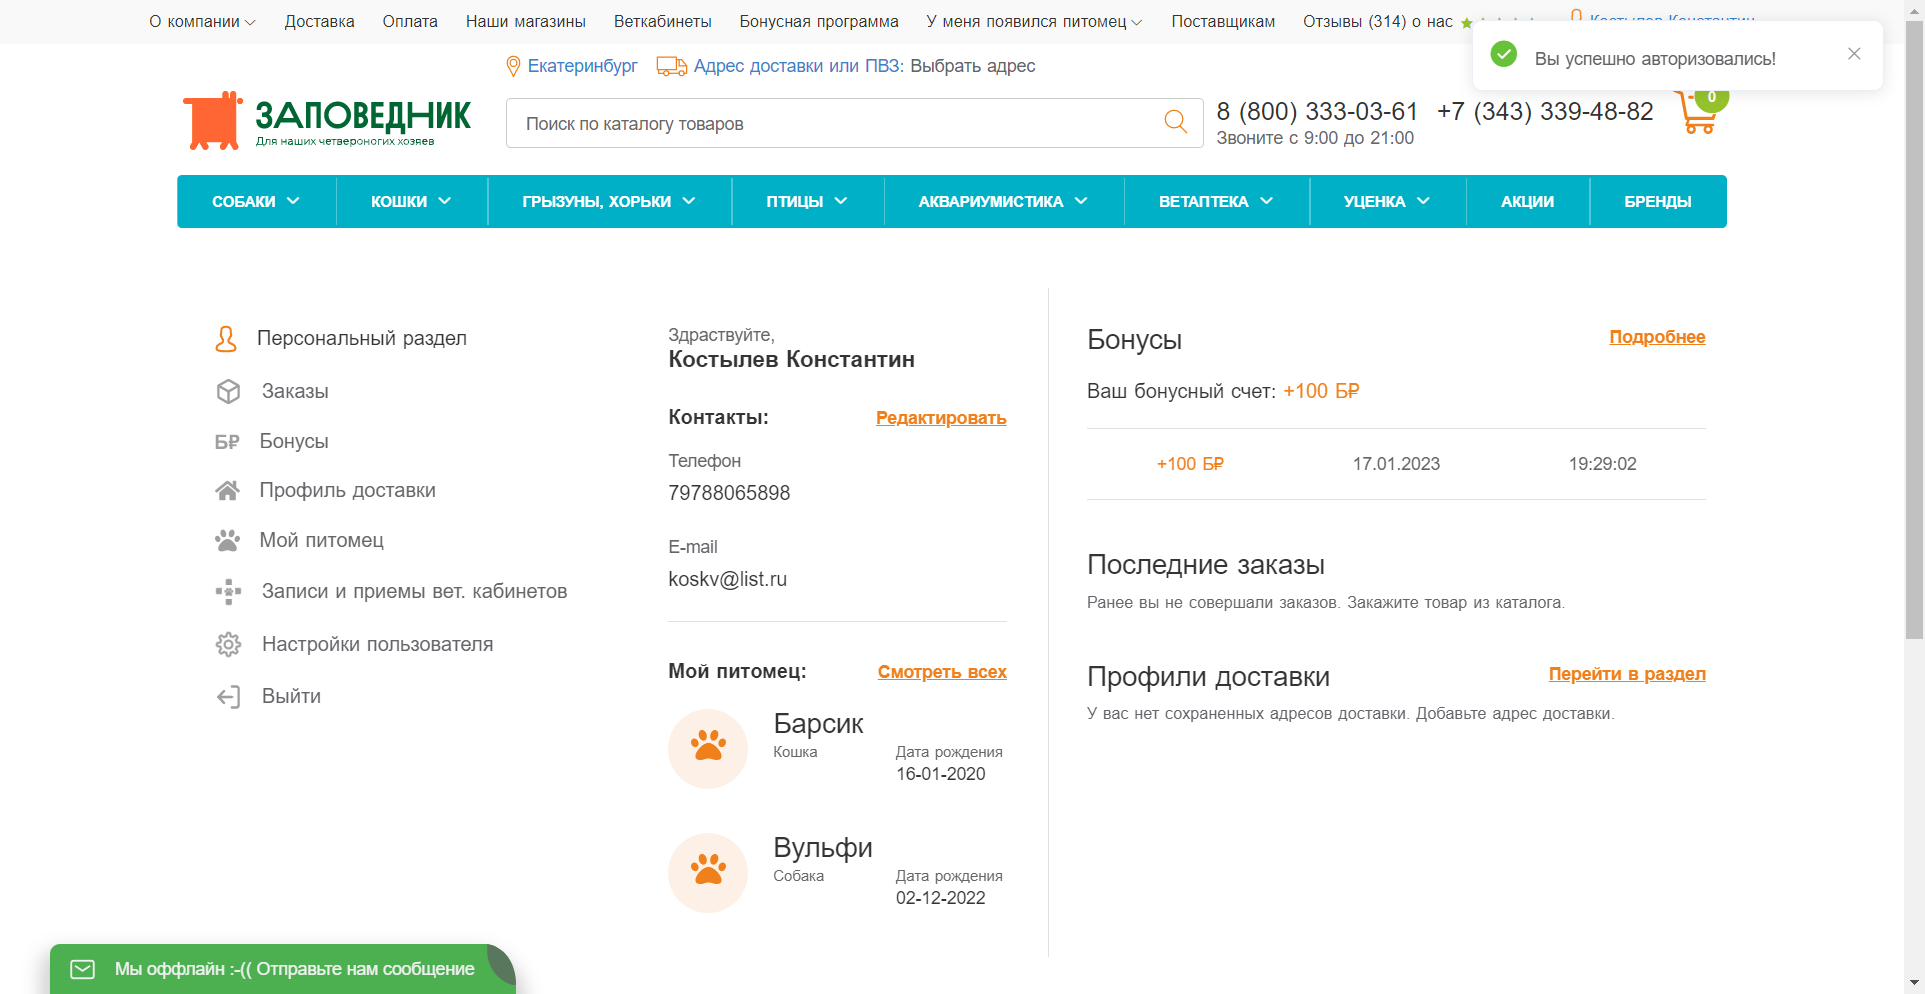 О компании
Доставка
Оплата
Наши магазины
Веткабинеты
Бонусная программа
У меня появился питомец
Поставщикам
Отзывы (314) о нас
Костылев Константин
Вы успешно авторизовались!
Екатеринбург
Адрес доставки или ПВЗ: Выбрать адрес
ЗАПОВЕДНИК
Для наших четвероногих хозяев
Поиск по каталогу товаров
8 (800) 333-03-61 +7 (343) 339-48-82
Звоните с 9:00 до 21:00
0
СОБАКИ
КОШКИ
ГРЫЗУНЫ, ХОРЬКИ
ПТИЦЫ
АКВАРИУМИСТИКА
ВЕТАПТЕКА
УЦЕНКА
АКЦИИ
БРЕНДЫ
Персональный раздел
Заказы
БР Бонусы
Профиль доставки
Мой питомец
Записи и приемы вет. кабинетов
Настройки пользователя
Выйти
Здраствуйте,
Костылев Константин
Контакты:
Редактировать
Телефон
79788065898
E-mail
koskv@list.ru
Мой питомец:
Смотреть всех
Барсик
Кошка
Дата рождения
16-01-2020
Вульфи
Собака
Дата рождения
02-12-2022
Бонусы
Подробнее
Ваш бонусный счет: +100 Б₽
+100 Б₽
17.01.2023
19:29:02
Последние заказы
Ранее вы не совершали заказов. Закажите товар из каталога.
Профили доставки
Перейти в раздел
У вас нет сохраненных адресов доставки. Добавьте адрес доставки.
Мы оффлайн :-(( Отправьте нам сообщение